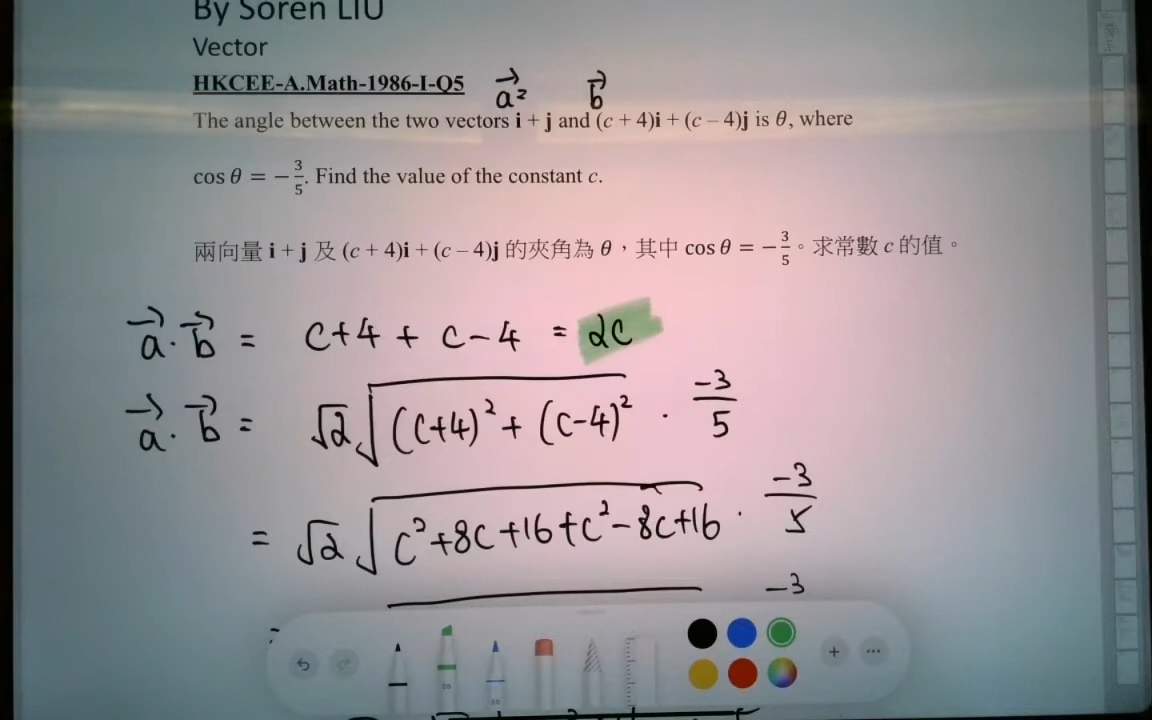 By Soren LIU
Vector
HKCEE-A.Math-1986-I-Q5
a⃗ b⃗
The angle between the two vectors i + j and (c + 4)i + (c – 4)j is θ, where
cos θ = −3/5. Find the value of the constant c.
兩向量 i + j 及 (c + 4)i + (c – 4)j 的夾角為 θ，其中 cos θ = −3/5。求常數 c 的值。
a⃗ · b⃗ = c+4 + c-4 = 2c
a⃗ · b⃗ = √2 √((c+4)² + (c-4)²) · -3/5
= √2 √(c²+8c+16+c²-8c+16) · -3/5
-3